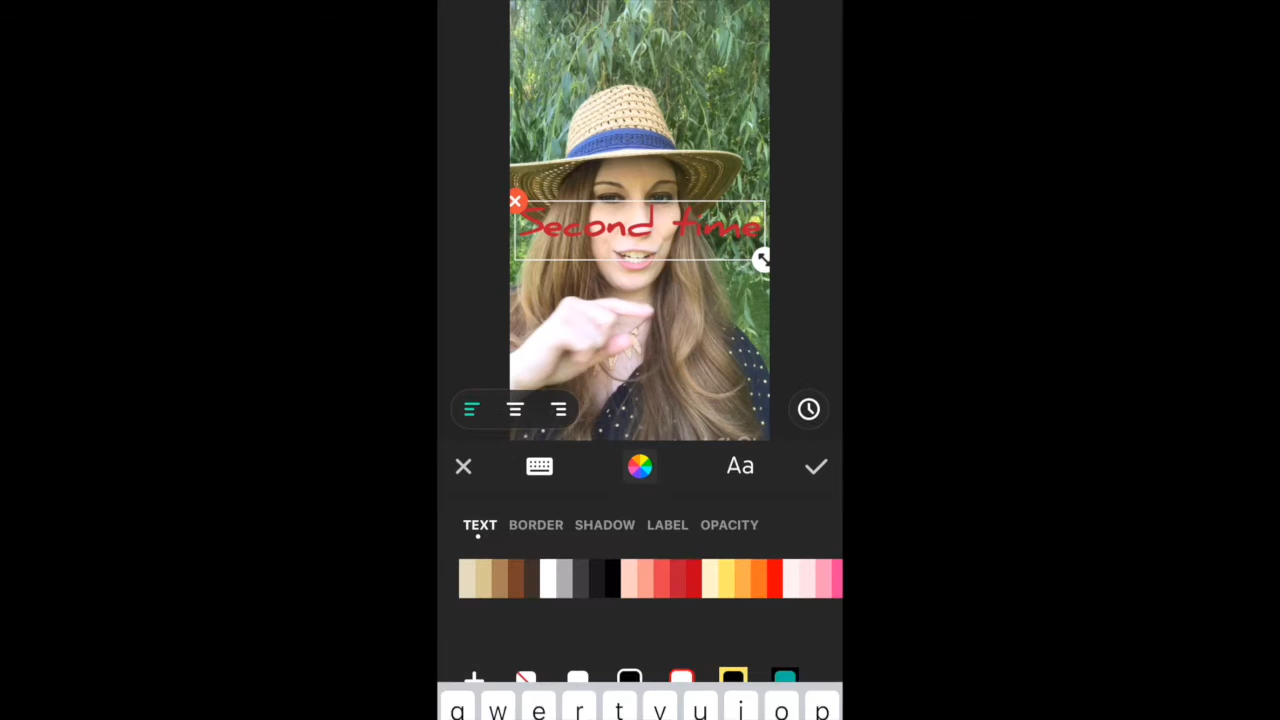 Second time
Aa
TEXT BORDER SHADOW LABEL OPACITY
q w e r t y u i o p